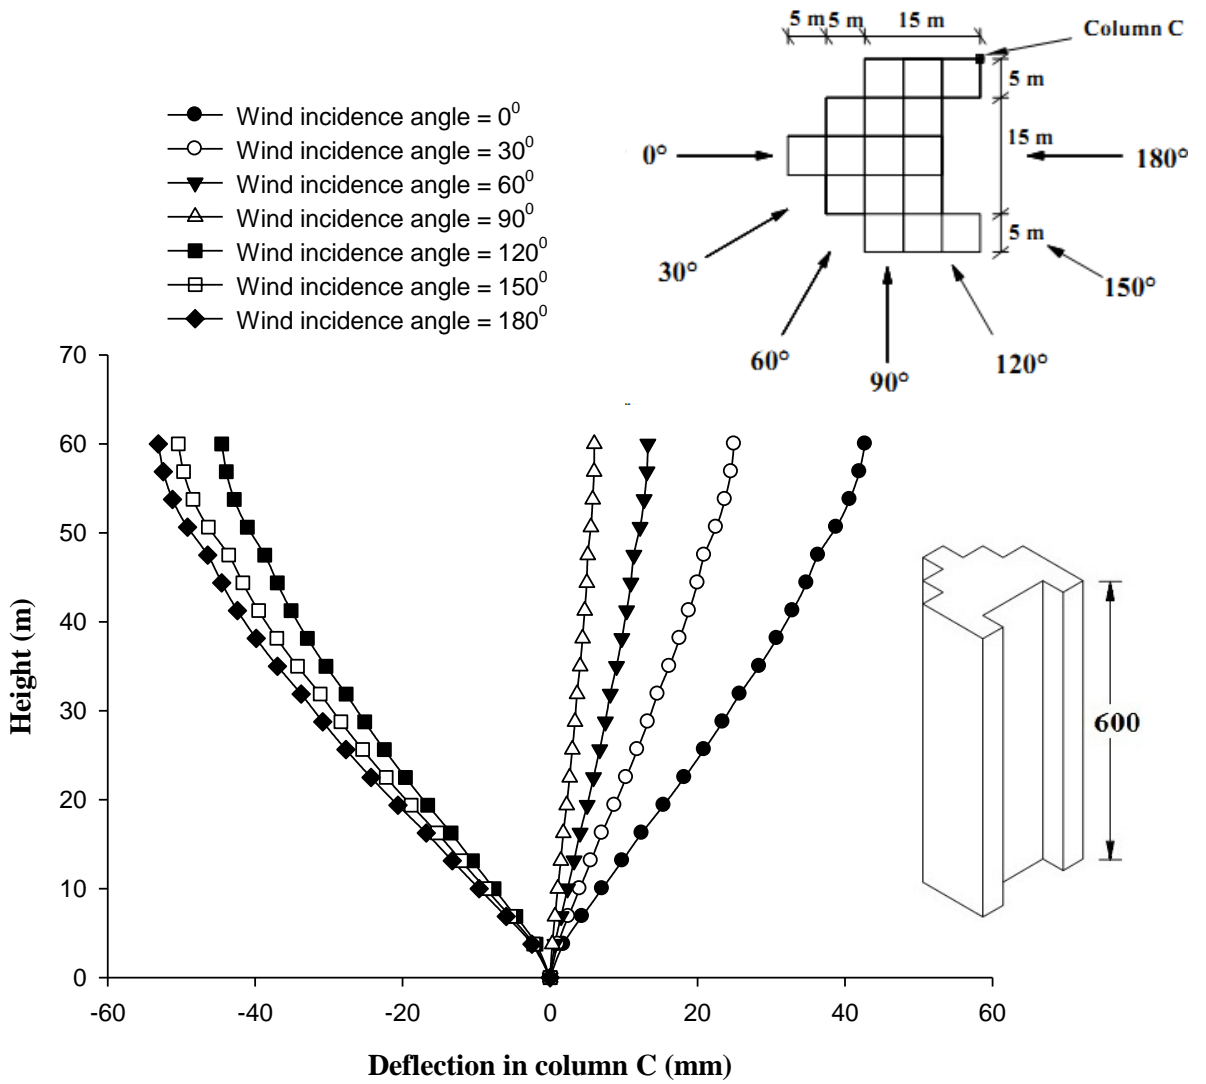 5 m 5 m 15 m
Column C
5 m
15 m
5 m
0°
180°
30°
150°
60°
90°
120°
Wind incidence angle = 0⁰
Wind incidence angle = 30⁰
Wind incidence angle = 60⁰
Wind incidence angle = 90⁰
Wind incidence angle = 120⁰
Wind incidence angle = 150⁰
Wind incidence angle = 180⁰
70
60
50
40
30
20
10
0
Height (m)
-60 -40 -20 0 20 40 60
Deflection in column C (mm)
600